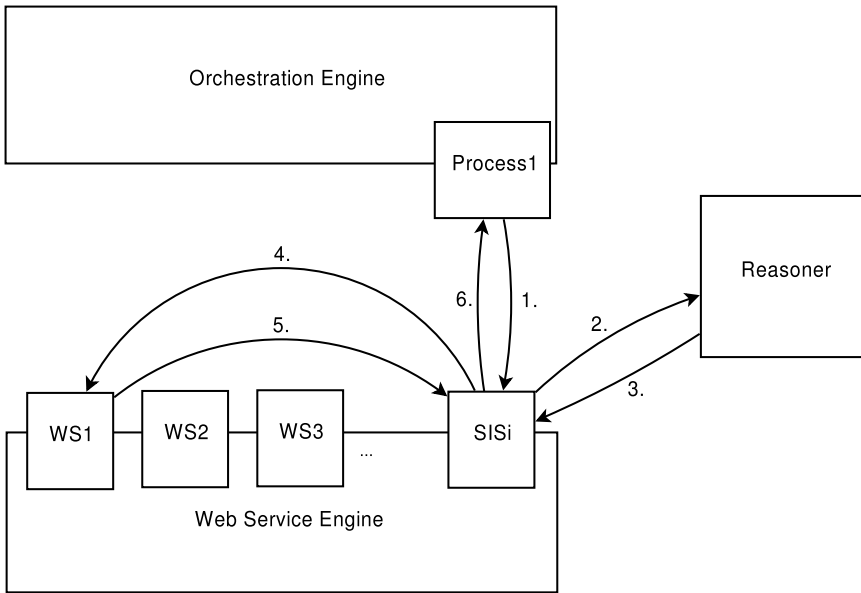 Orchestration Engine
Process1
Reasoner
4.
6.
1.
2.
5.
3.
WS1
WS2
WS3
...
SISi
Web Service Engine